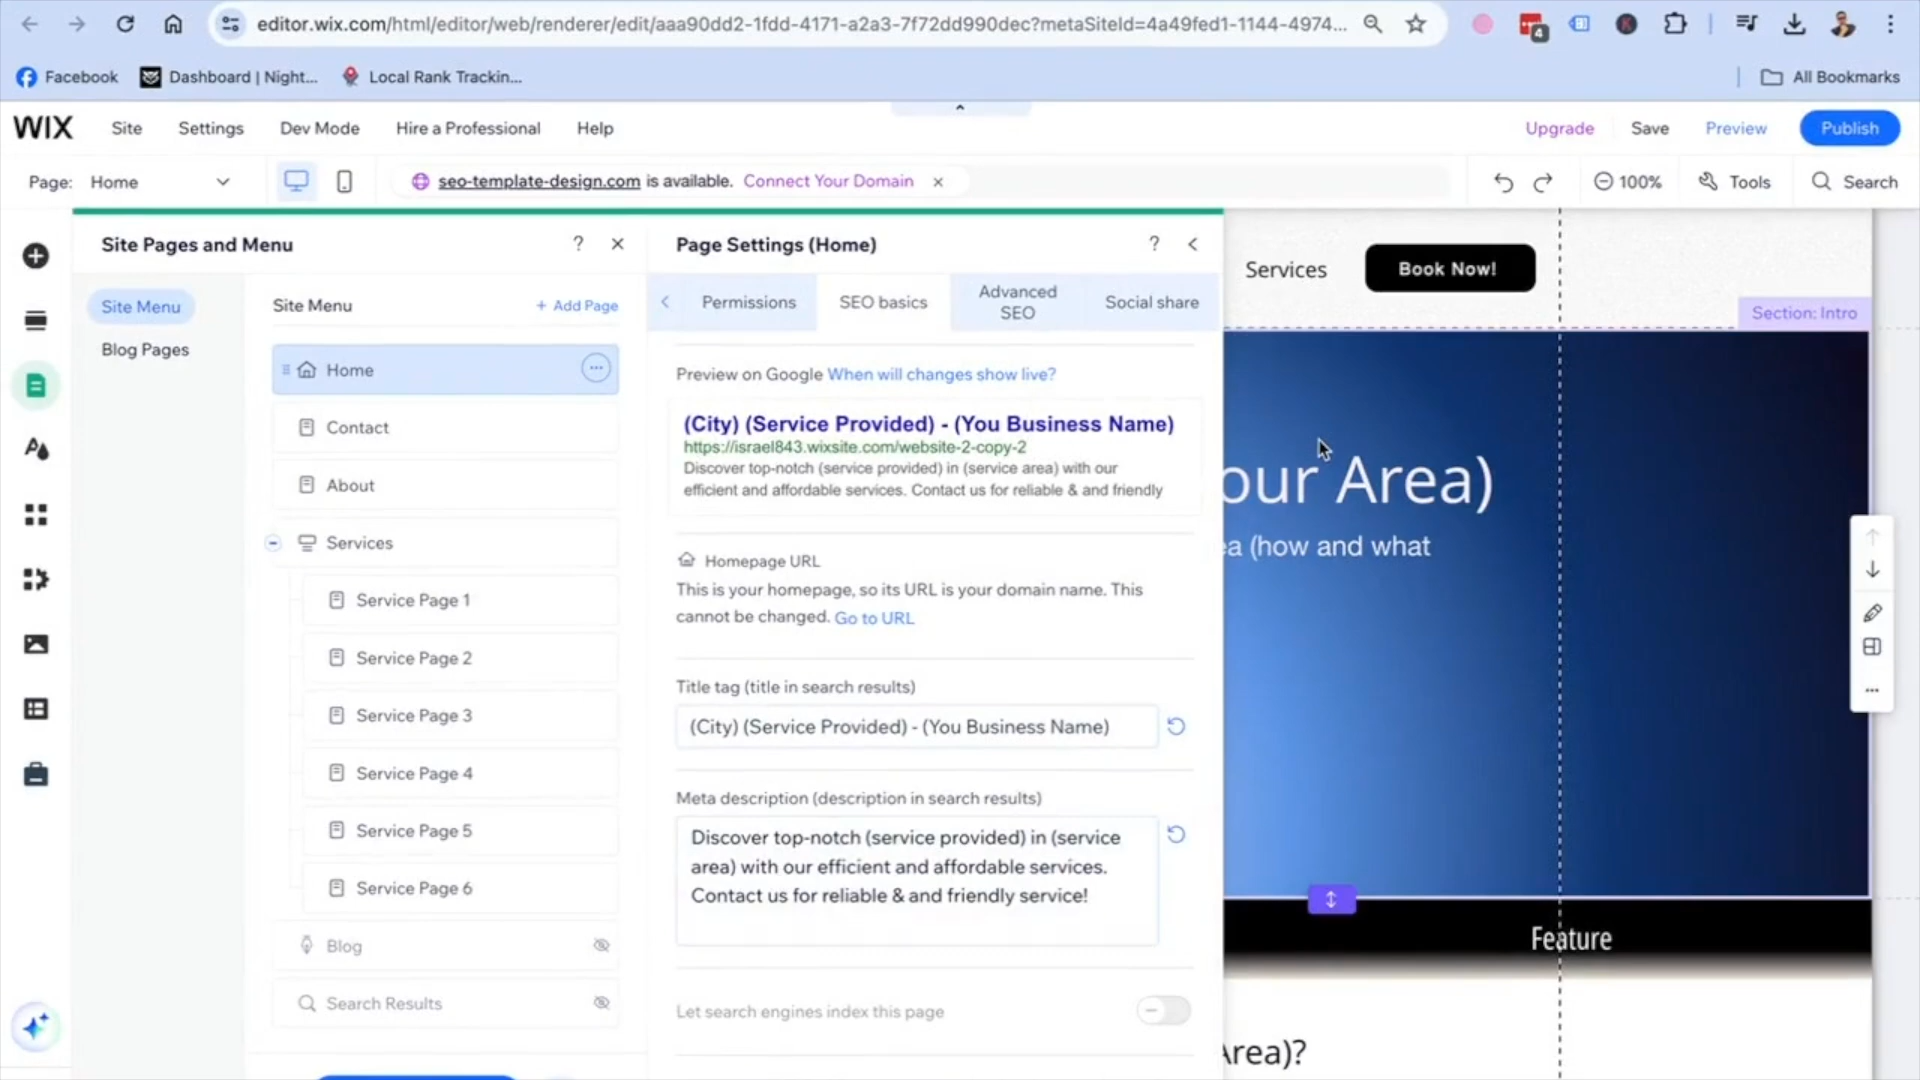 editor.wix.com/html/editor/web/renderer/edit/aaa90dd2-1fdd-4171-a2a3-7f72dd990dec?metaSiteId=4a49fed1-1144-4974...
4
K
Facebook
Dashboard | Night...
Local Rank Trackin...
All Bookmarks
WIX
Site
Settings
Dev Mode
Hire a Professional
Help
Upgrade
Save
Preview
Publish
Page: Home
seo-template-design.com is available. Connect Your Domain
100%
Tools
Search
Site Pages and Menu
?
Site Menu
Blog Pages
Site Menu
+ Add Page
Home
Contact
About
Services
Service Page 1
Service Page 2
Service Page 3
Service Page 4
Service Page 5
Service Page 6
Blog
Search Results
Page Settings (Home)
?
Permissions
SEO basics
Advanced
SEO
Social share
Preview on Google When will changes show live?
(City) (Service Provided) - (You Business Name)
https://israel843.wixsite.com/website-2-copy-2
Discover top-notch (service provided) in (service area) with our
efficient and affordable services. Contact us for reliable & and friendly
Homepage URL
This is your homepage, so its URL is your domain name. This
cannot be changed. Go to URL
Title tag (title in search results)
(City) (Service Provided) - (You Business Name)
Meta description (description in search results)
Discover top-notch (service provided) in (service
area) with our efficient and affordable services.
Contact us for reliable & and friendly service!
Let search engines index this page
Services
Book Now!
Section: Intro
our Area)
ea (how and what
Feature
Area)?